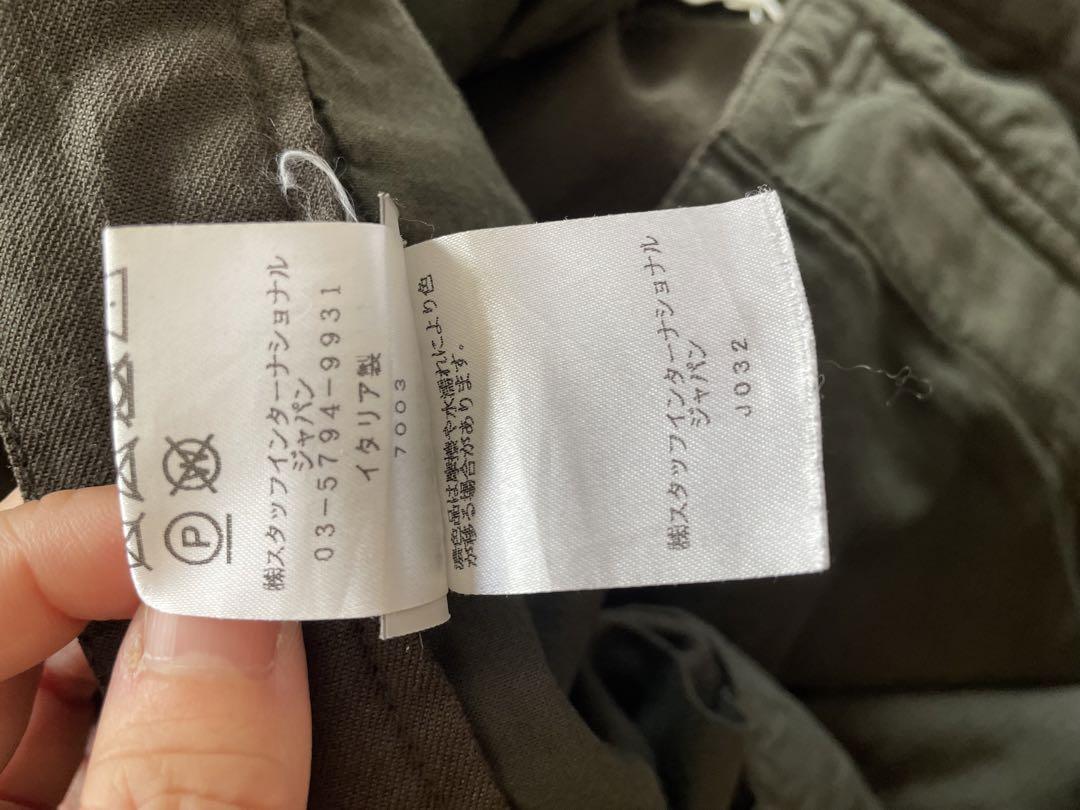 ㈱スタッフインターナショナル
ジャパン
03-5794-9931
イタリア製
7003
濃色品は摩擦や水濡れにより色
が移る場合があります。
㈱スタッフインターナショナル
ジャパン
J032
W
P